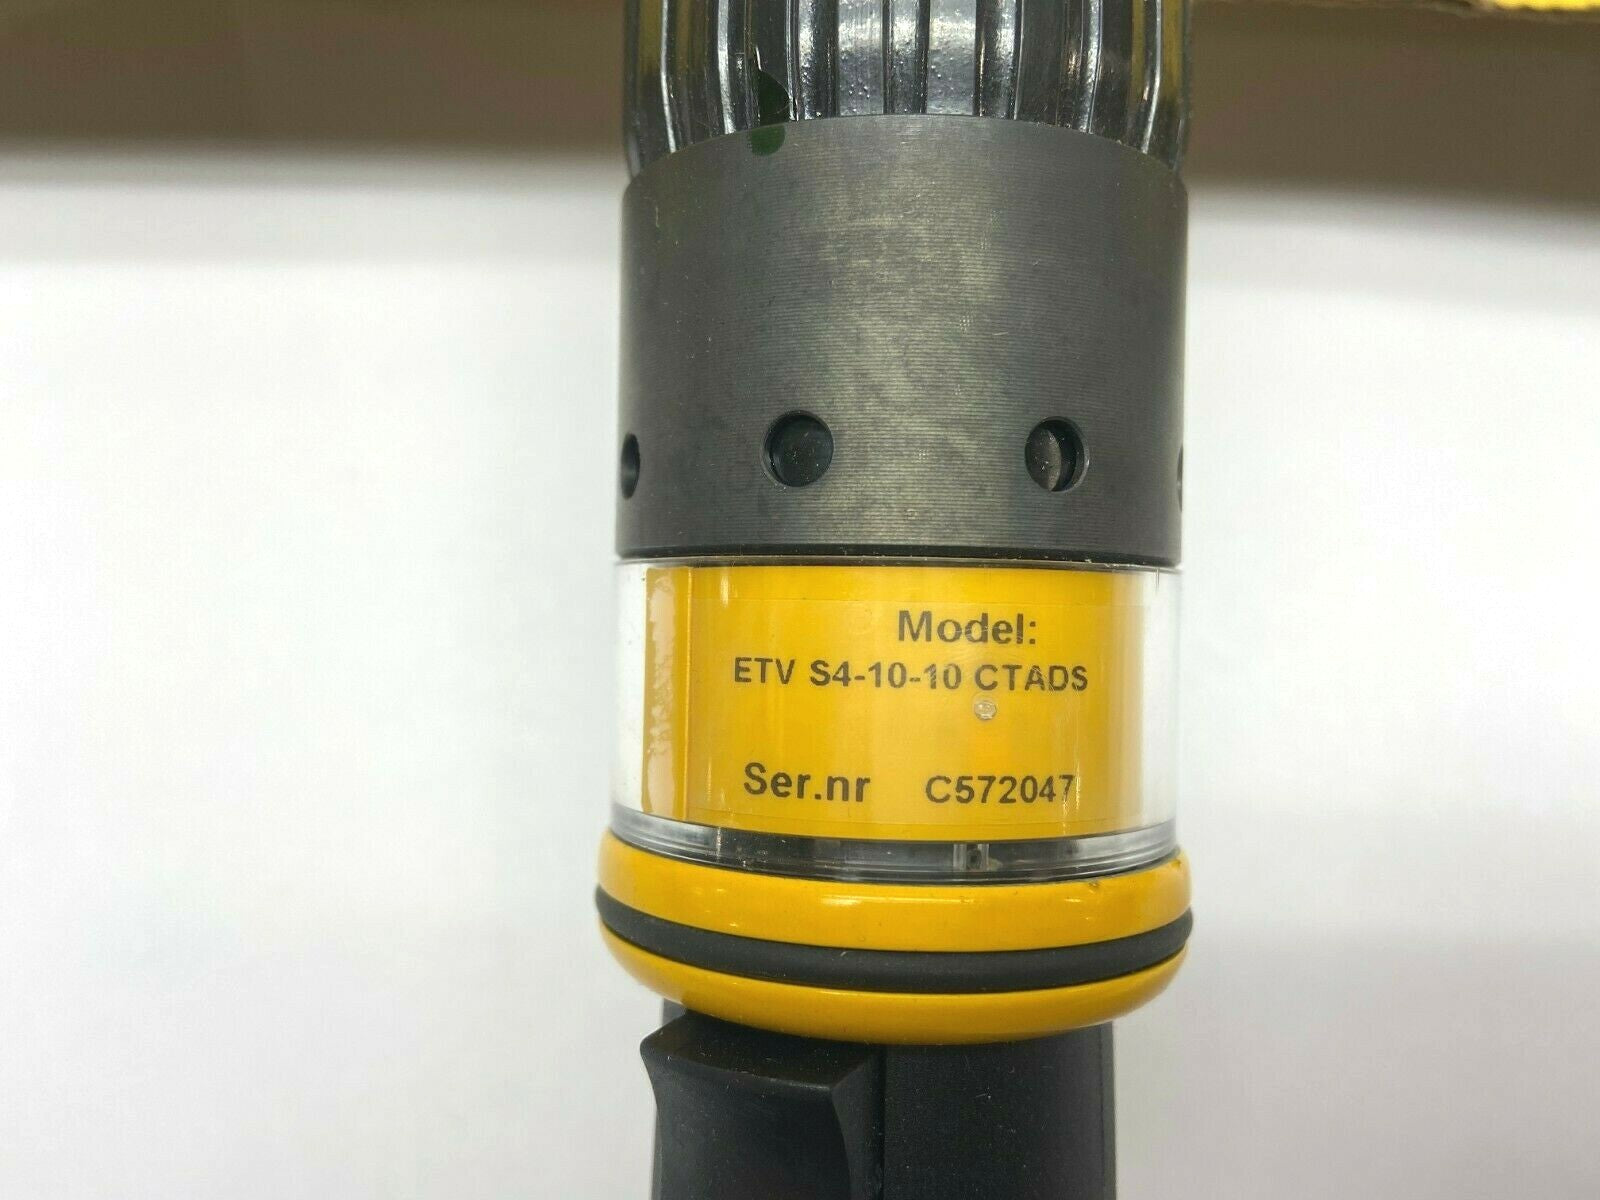 Model:
ETV S4-10-10 CTADS
Ser.nr C572047